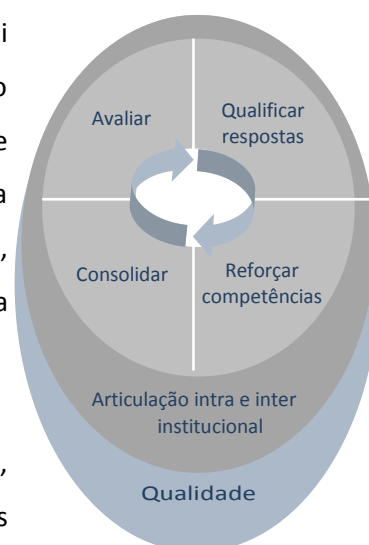 i
o
e
a
,
a
,
s
Avaliar
Qualificar
respostas
Consolidar
Reforçar
competências
Articulação intra e inter
institucional
Qualidade